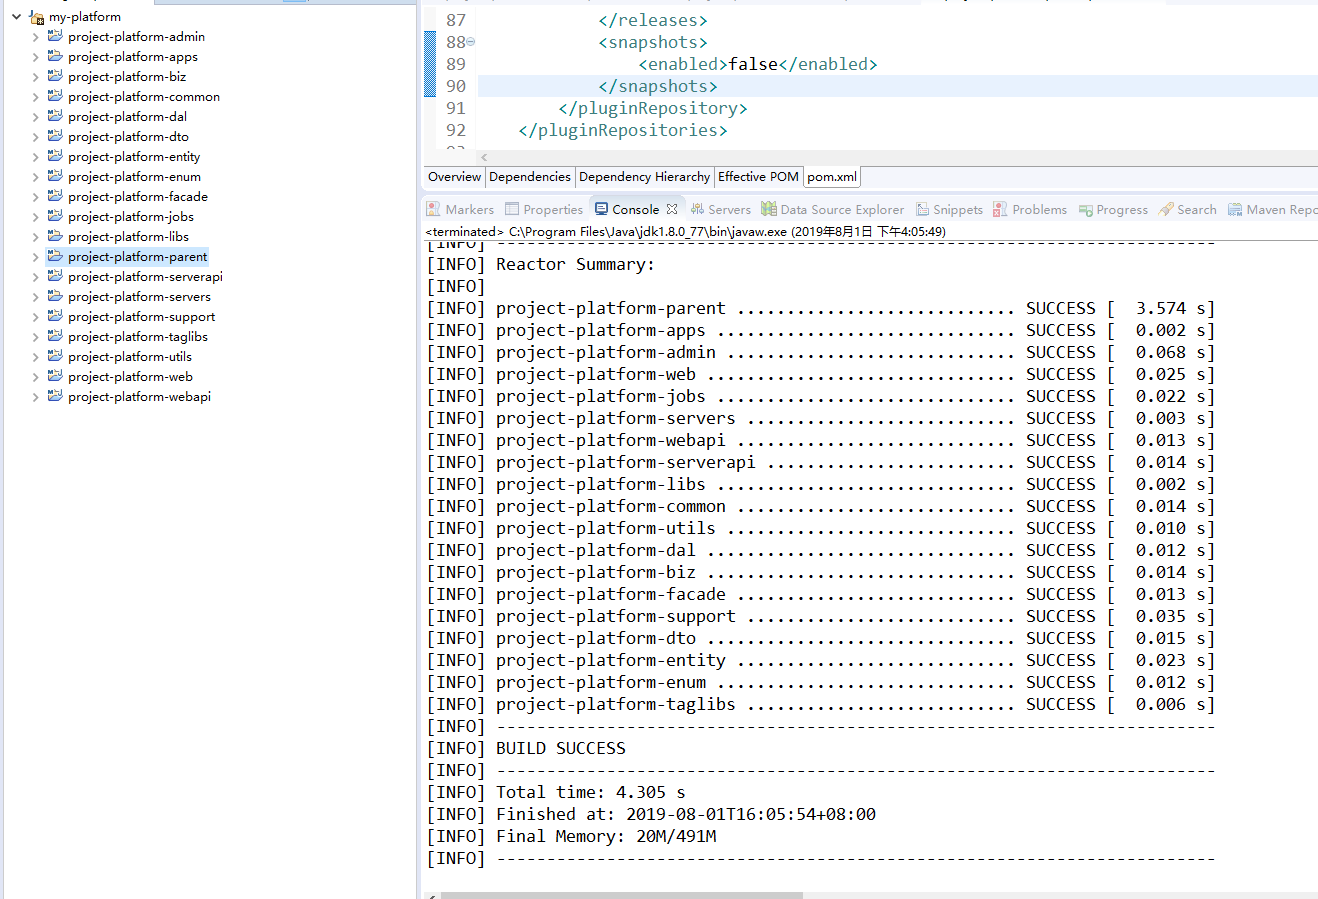 my-platform
project-platform-admin
project-platform-apps
project-platform-biz
project-platform-common
project-platform-dal
project-platform-dto
project-platform-entity
project-platform-enum
project-platform-facade
project-platform-jobs
project-platform-libs
project-platform-parent
project-platform-serverapi
project-platform-servers
project-platform-support
project-platform-taglibs
project-platform-utils
project-platform-web
project-platform-webapi
87 </releases>
88 <snapshots>
89 <enabled>false</enabled>
90 </snapshots>
91 </pluginRepository>
92 </pluginRepositories>
Overview Dependencies Dependency Hierarchy Effective POM pom.xml
Markers Properties Console Servers Data Source Explorer Snippets Problems Progress Search Maven Repo
<terminated> C:\Program Files\Java\jdk1.8.0_77\bin\javaw.exe (2019年8月1日 下午4:05:49)
[INFO] ------------------------------------------------------------------------
[INFO] Reactor Summary:
[INFO]
[INFO] project-platform-parent ............................ SUCCESS [  3.574 s]
[INFO] project-platform-apps .............................. SUCCESS [  0.002 s]
[INFO] project-platform-admin ............................. SUCCESS [  0.068 s]
[INFO] project-platform-web ............................... SUCCESS [  0.025 s]
[INFO] project-platform-jobs .............................. SUCCESS [  0.022 s]
[INFO] project-platform-servers ........................... SUCCESS [  0.003 s]
[INFO] project-platform-webapi ............................ SUCCESS [  0.013 s]
[INFO] project-platform-serverapi ......................... SUCCESS [  0.014 s]
[INFO] project-platform-libs .............................. SUCCESS [  0.002 s]
[INFO] project-platform-common ............................ SUCCESS [  0.014 s]
[INFO] project-platform-utils ............................. SUCCESS [  0.010 s]
[INFO] project-platform-dal ............................... SUCCESS [  0.012 s]
[INFO] project-platform-biz ............................... SUCCESS [  0.014 s]
[INFO] project-platform-facade ............................ SUCCESS [  0.013 s]
[INFO] project-platform-support ........................... SUCCESS [  0.035 s]
[INFO] project-platform-dto ............................... SUCCESS [  0.015 s]
[INFO] project-platform-entity ............................ SUCCESS [  0.023 s]
[INFO] project-platform-enum .............................. SUCCESS [  0.012 s]
[INFO] project-platform-taglibs ........................... SUCCESS [  0.006 s]
[INFO] ------------------------------------------------------------------------
[INFO] BUILD SUCCESS
[INFO] ------------------------------------------------------------------------
[INFO] Total time: 4.305 s
[INFO] Finished at: 2019-08-01T16:05:54+08:00
[INFO] Final Memory: 20M/491M
[INFO] ------------------------------------------------------------------------